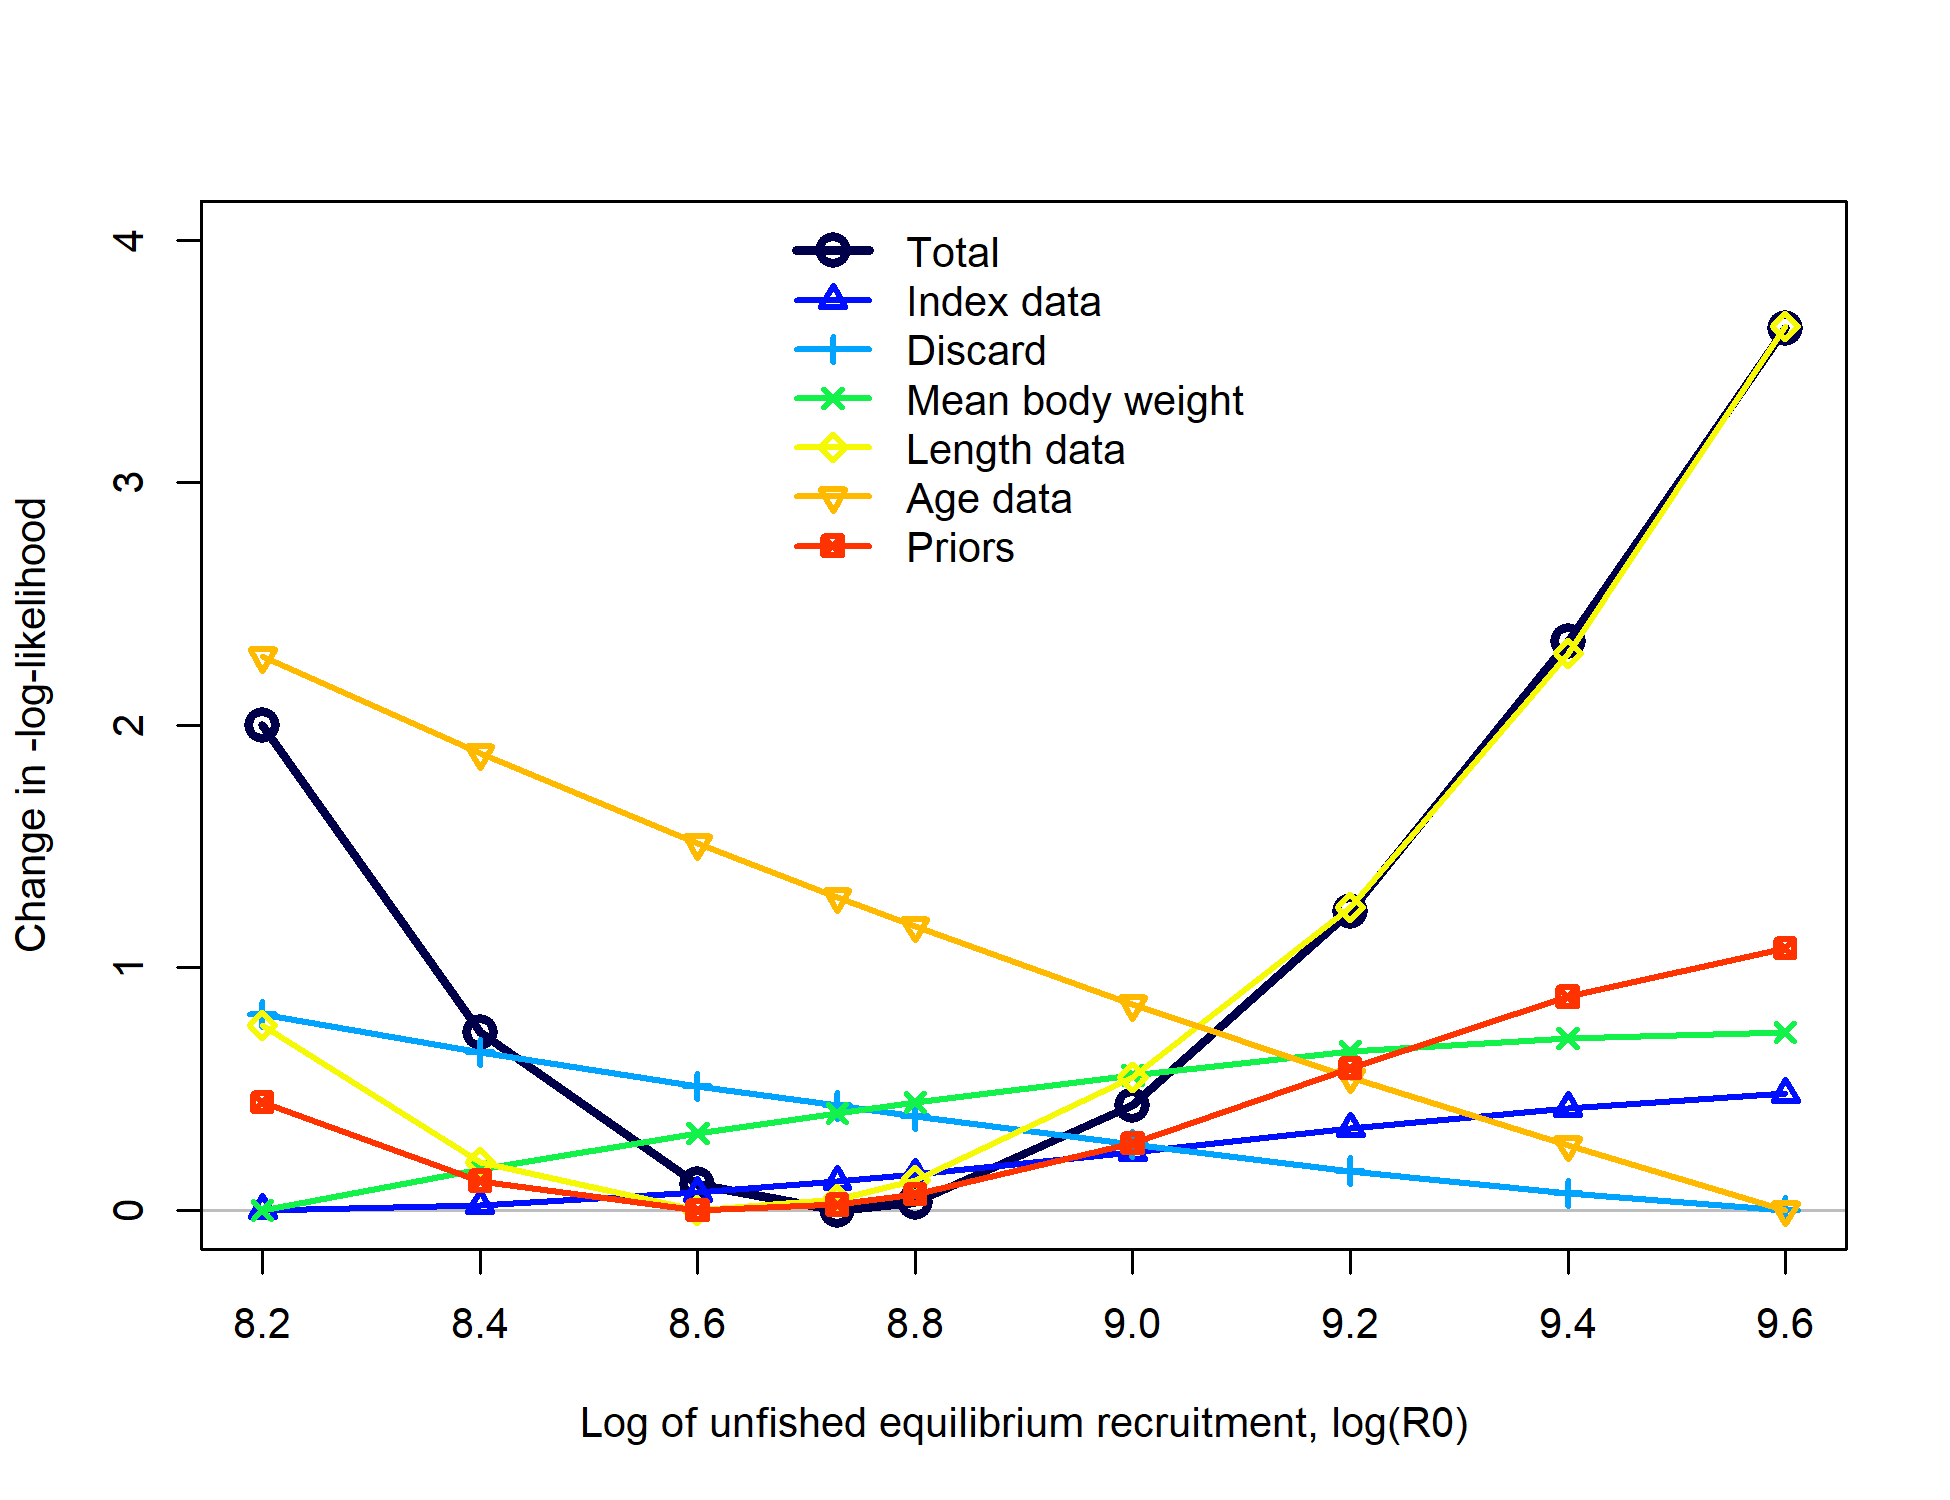 Total
Index data
Discard
Mean body weight
Length data
Age data
Priors
4
3
2
1
0
Change in -log-likelihood
8.2 8.4 8.6 8.8 9.0 9.2 9.4 9.6
Log of unfished equilibrium recruitment, log(R0)